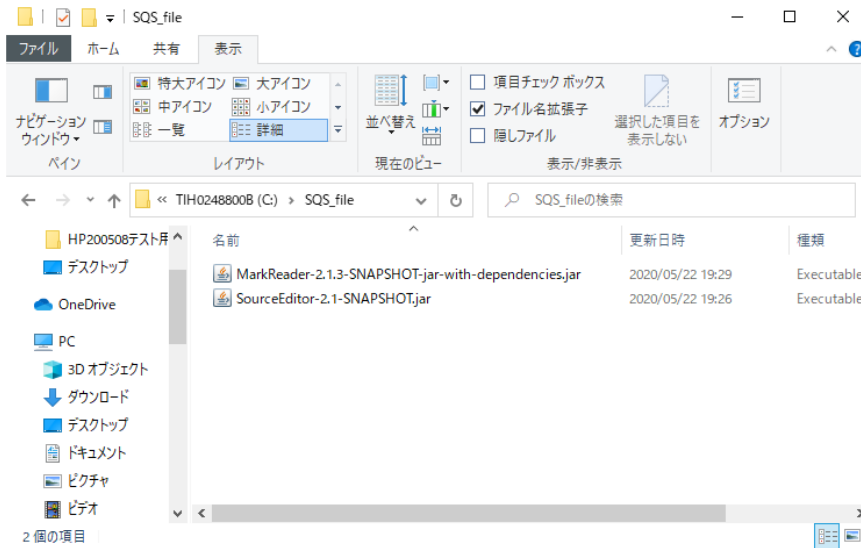 SQS_file
ファイル ホーム 共有 表示
特大アイコン 大アイコン
中アイコン 小アイコン
一覧 詳細
ナビゲーション
ウィンドウ
並べ替え
項目チェック ボックス
ファイル名拡張子
隠しファイル
選択した項目を
表示しない
オプション
ペイン レイアウト 現在のビュー 表示/非表示
« TIH0248800B (C:) › SQS_file
SQS_fileの検索
名前 更新日時 種類
MarkReader-2.1.3-SNAPSHOT-jar-with-dependencies.jar 2020/05/22 19:29 Executable
SourceEditor-2.1-SNAPSHOT.jar 2020/05/22 19:26 Executable
HP200508テスト用
デスクトップ
OneDrive
PC
3D オブジェクト
ダウンロード
デスクトップ
ドキュメント
ピクチャ
ビデオ
2 個の項目